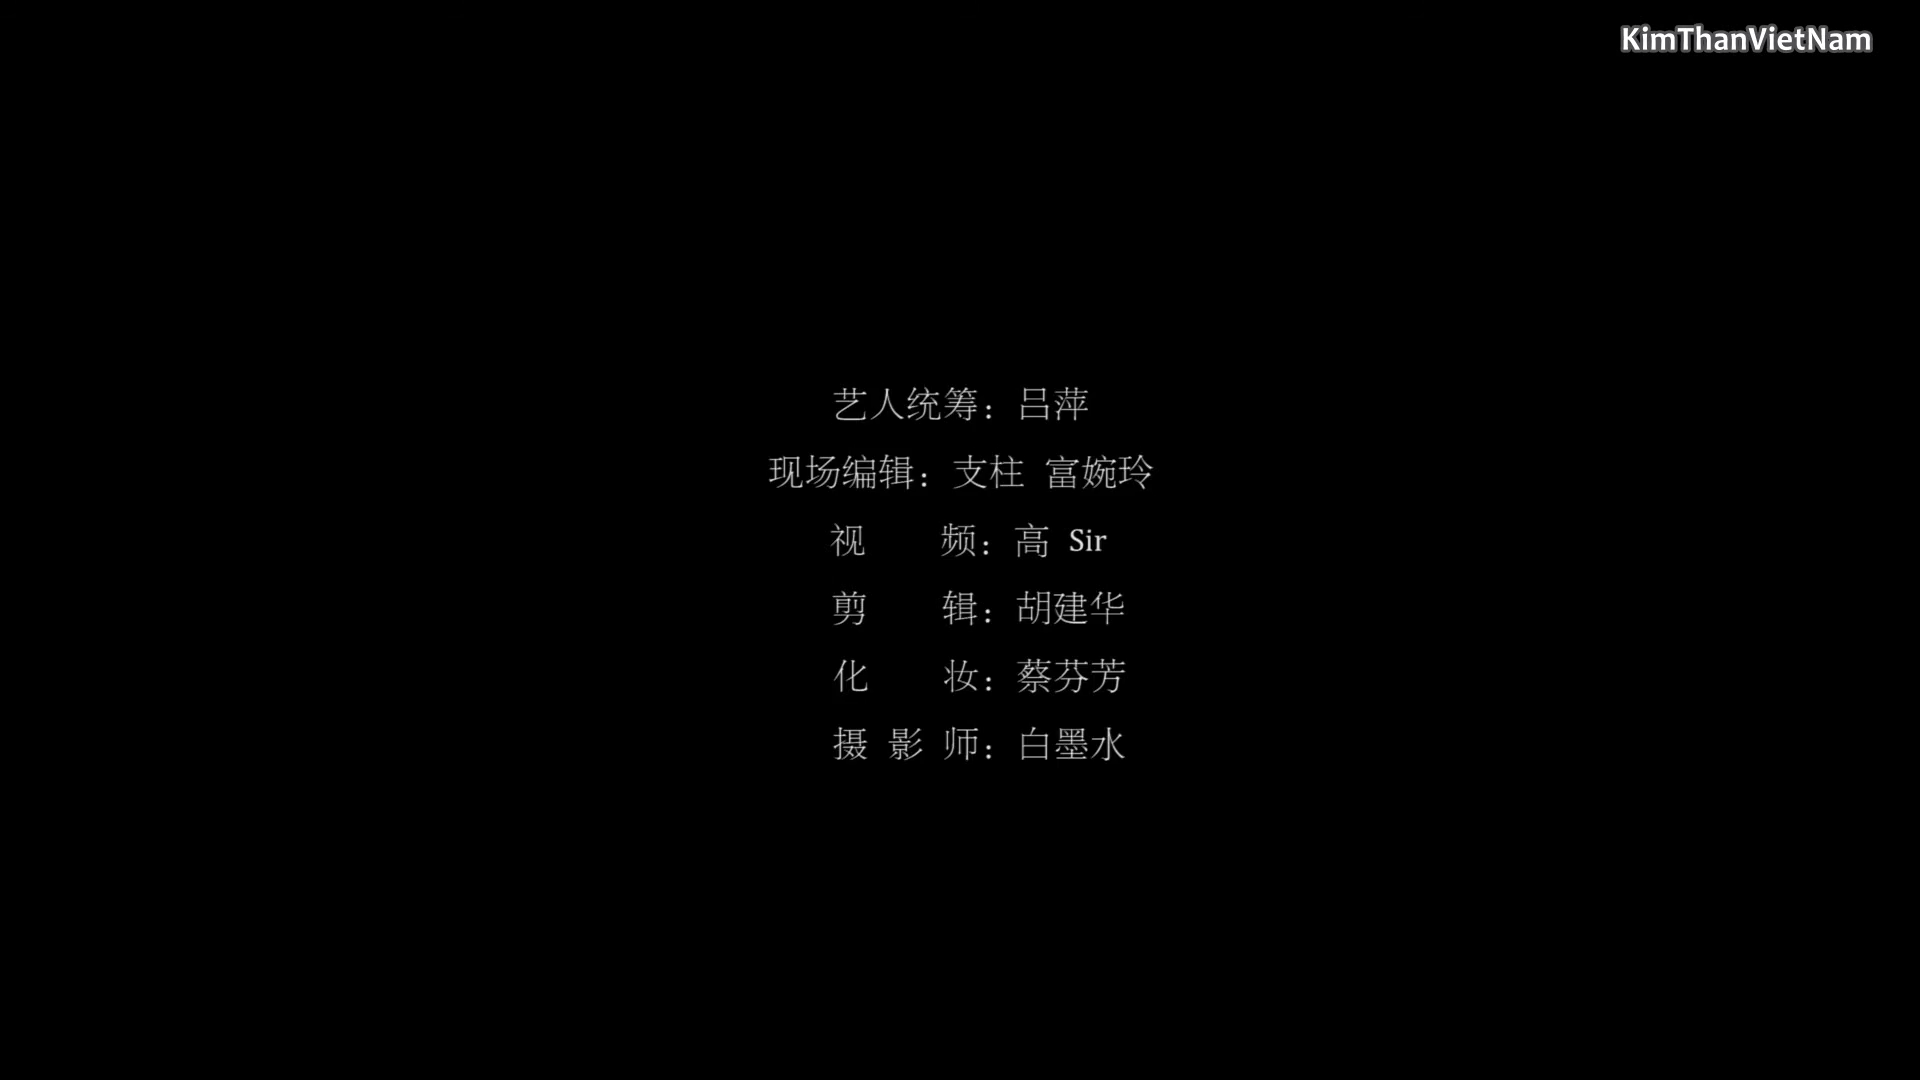 KimThanVietNam
艺人统筹：吕萍
现场编辑：支柱 富婉玲
视 频：高 Sir
剪 辑：胡建华
化 妆：蔡芬芳
摄 影 师：白墨水